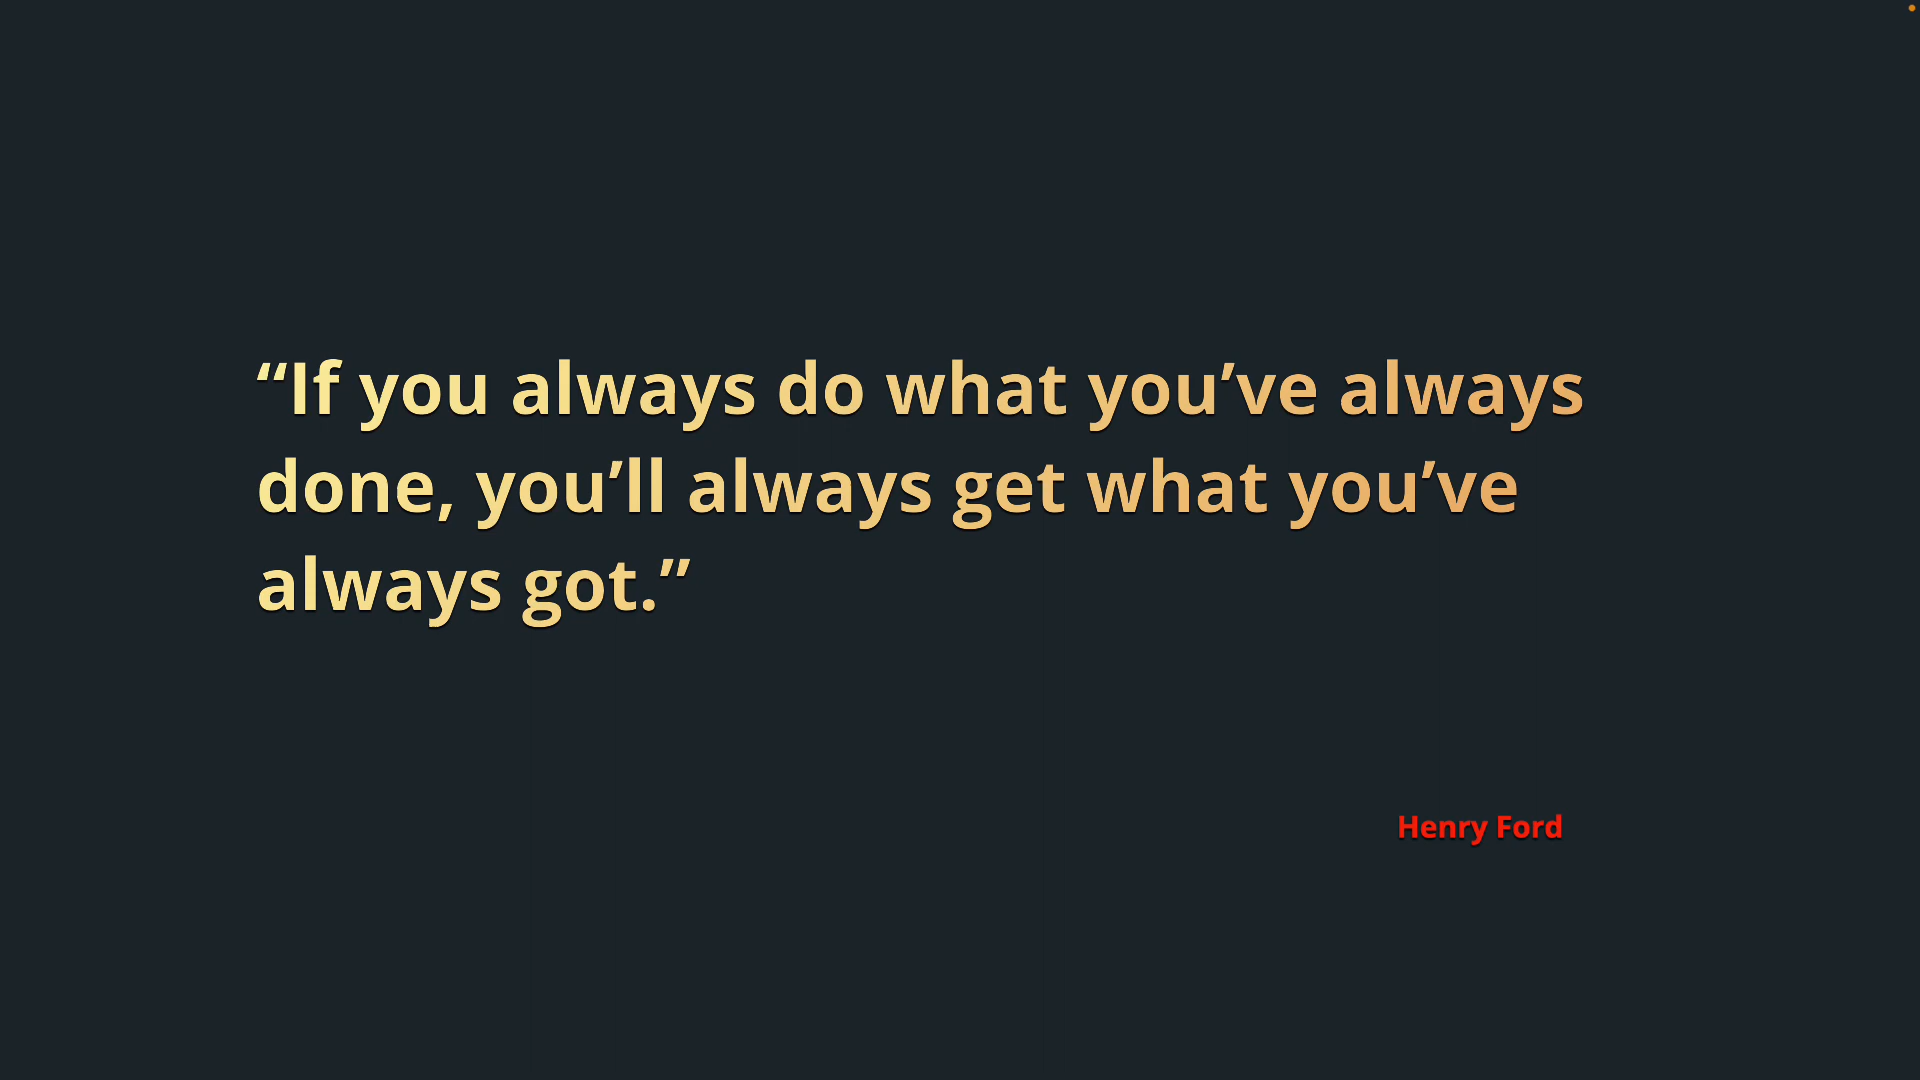 “If you always do what you’ve always
done, you’ll always get what you’ve
always got.”
Henry Ford